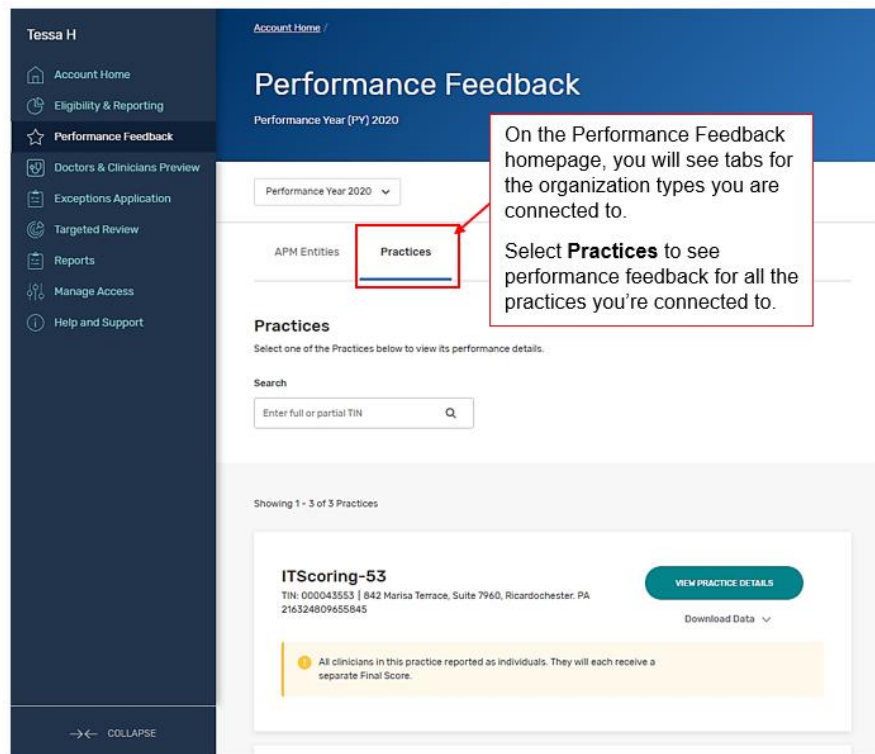 Tessa H
Account Home
Eligibility & Reporting
Performance Feedback
Doctors & Clinicians Preview
Exceptions Application
Targeted Review
Reports
Manage Access
Help and Support
COLLAPSE
Account Home /
Performance Feedback
Performance Year (PY) 2020
On the Performance Feedback
homepage, you will see tabs for
the organization types you are
connected to.
Select Practices to see
performance feedback for all the
practices you're connected to.
Performance Year 2020
APM Entities
Practices
Practices
Select one of the Practices below to view its performance details.
Search
Enter full or partial TIN
Showing 1 - 3 of 3 Practices
ITScoring-53
TIN: 000043553 | 842 Marisa Terrace, Suite 7960, Ricardochester. PA
216324809655845
VIEW PRACTICE DETAILS
Download Data
All clinicians in this practice reported as individuals. They will each receive a
separate Final Score.